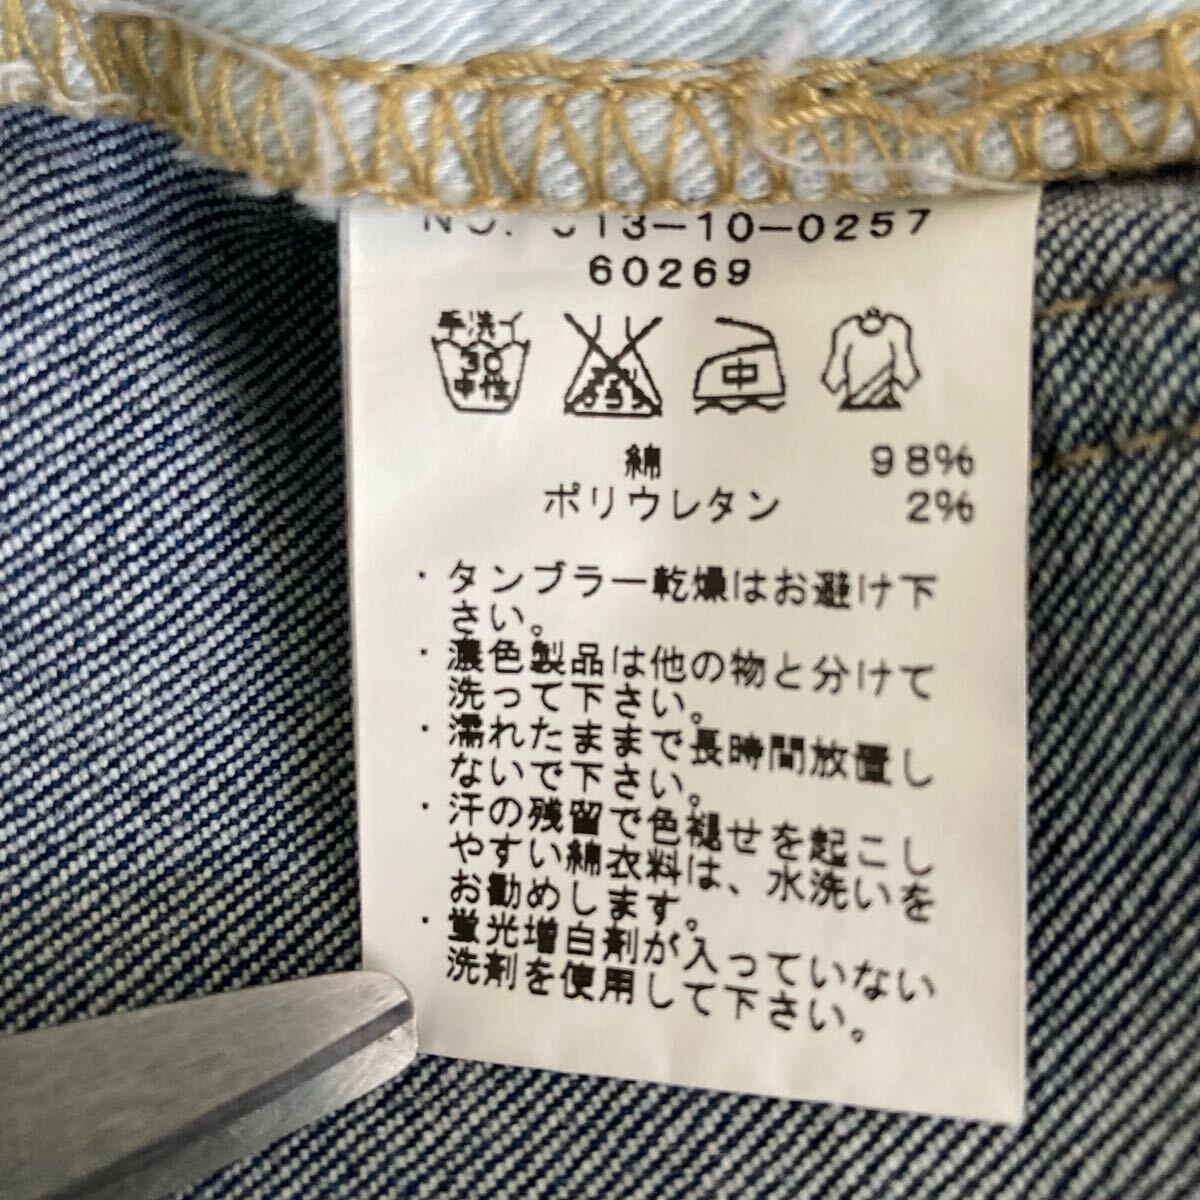 NO. J13-10-0257
60269
手洗イ
30
中性
中
綿 98%
ポリウレタン 2%
・タンブラー乾燥はお避け下
さい。
・濃色製品は他の物と分けて
洗って下さい。
・濡れたままで長時間放置し
ないで下さい。
・汗の残留で色褪せを起こし
やすい綿衣料は、水洗いを
お勧めします。
・蛍光増白剤が入っていない
洗剤を使用して下さい。